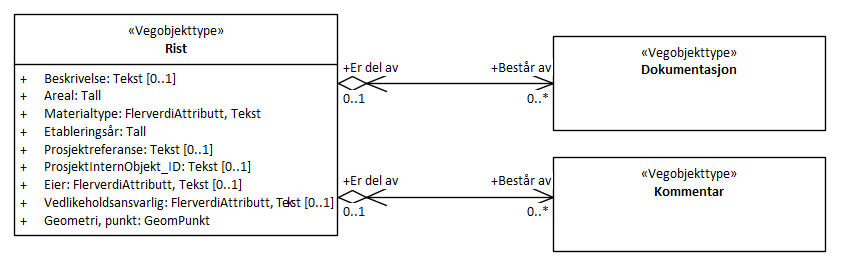 «Vegobjekttype»
Rist
+ Beskrivelse: Tekst [0..1]
+ Areal: Tall
+ Materialtype: FlerverdiAttributt, Tekst
+ Etableringsår: Tall
+ Prosjektreferanse: Tekst [0..1]
+ ProsjektInternObjekt_ID: Tekst [0..1]
+ Eier: FlerverdiAttributt, Tekst [0..1]
+ Vedlikeholdsansvarlig: FlerverdiAttributt, Tekst [0..1]
+ Geometri, punkt: GeomPunkt
+Er del av
0..1
+Består av
0..*
«Vegobjekttype»
Dokumentasjon
+Er del av
0..1
+Består av
0..*
«Vegobjekttype»
Kommentar